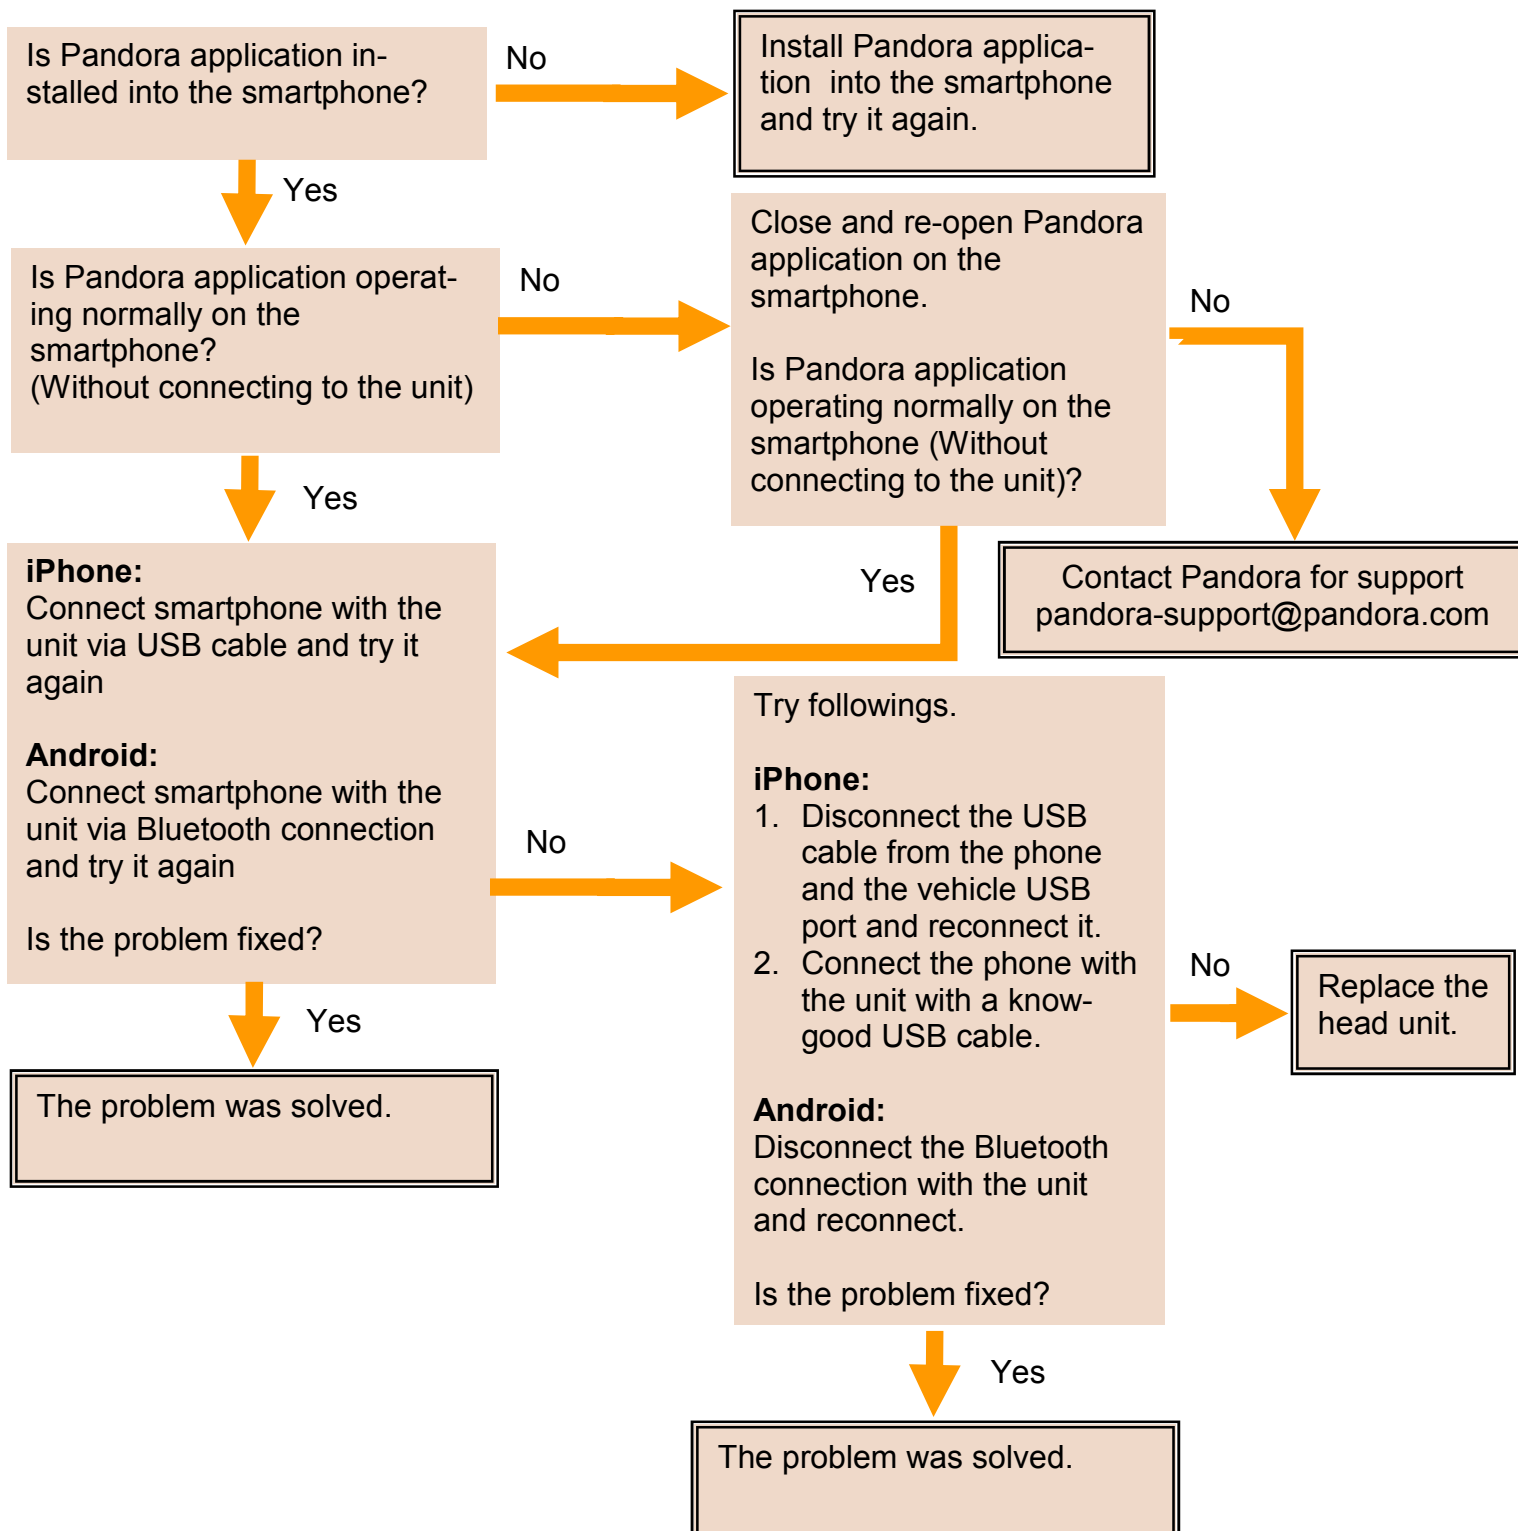 Is Pandora application in-
stalled into the smartphone?
No
Install Pandora applica-
tion into the smartphone
and try it again.
Yes
Is Pandora application operat-
ing normally on the
smartphone?
(Without connecting to the unit)
No
Close and re-open Pandora
application on the
smartphone.
Is Pandora application
operating normally on the
smartphone (Without
connecting to the unit)?
No
Contact Pandora for support
pandora-support@pandora.com
Yes
Yes
iPhone:
Connect smartphone with the
unit via USB cable and try it
again
Android:
Connect smartphone with the
unit via Bluetooth connection
and try it again
Is the problem fixed?
No
Try followings.
iPhone:
1. Disconnect the USB
cable from the phone
and the vehicle USB
port and reconnect it.
2. Connect the phone with
the unit with a know-
good USB cable.
Android:
Disconnect the Bluetooth
connection with the unit
and reconnect.
Is the problem fixed?
No
Replace the
head unit.
Yes
The problem was solved.
Yes
The problem was solved.